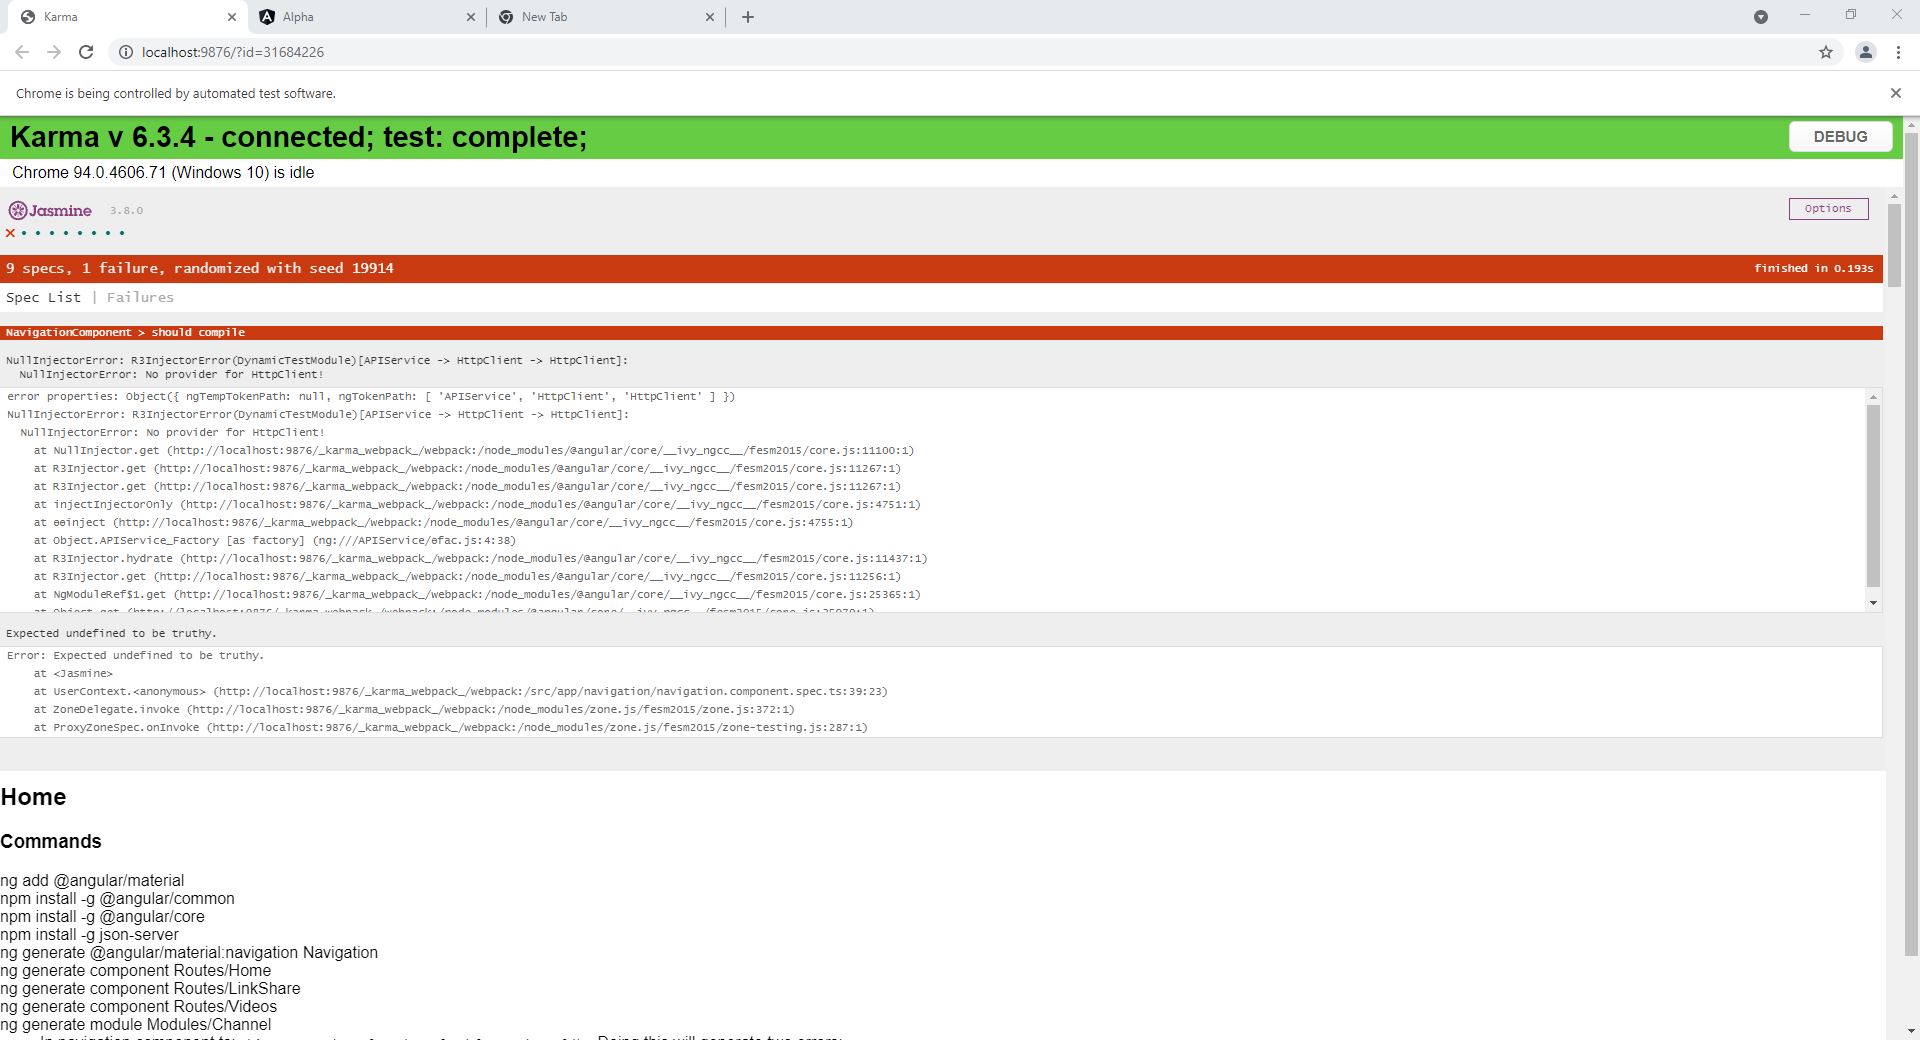 Karma
Alpha
New Tab
localhost:9876/?id=31684226
Chrome is being controlled by automated test software.
Karma v 6.3.4 - connected; test: complete;
DEBUG
Chrome 94.0.4606.71 (Windows 10) is idle
Jasmine 3.8.0
Options
9 specs, 1 failure, randomized with seed 19914
finished in 0.193s
Spec List | Failures
NavigationComponent > should compile
NullInjectorError: R3InjectorError(DynamicTestModule)[APIService -> HttpClient -> HttpClient]:
NullInjectorError: No provider for HttpClient!
error properties: Object({ ngTempTokenPath: null, ngTokenPath: [ 'APIService', 'HttpClient', 'HttpClient' ] })
NullInjectorError: R3InjectorError(DynamicTestModule)[APIService -> HttpClient -> HttpClient]:
NullInjectorError: No provider for HttpClient!
at NullInjector.get (http://localhost:9876/_karma_webpack_/webpack:/node_modules/@angular/core/__ivy_ngcc__/fesm2015/core.js:11100:1)
at R3Injector.get (http://localhost:9876/_karma_webpack_/webpack:/node_modules/@angular/core/__ivy_ngcc__/fesm2015/core.js:11267:1)
at R3Injector.get (http://localhost:9876/_karma_webpack_/webpack:/node_modules/@angular/core/__ivy_ngcc__/fesm2015/core.js:11267:1)
at injectInjectorOnly (http://localhost:9876/_karma_webpack_/webpack:/node_modules/@angular/core/__ivy_ngcc__/fesm2015/core.js:4751:1)
at ɵɵinject (http://localhost:9876/_karma_webpack_/webpack:/node_modules/@angular/core/__ivy_ngcc__/fesm2015/core.js:4755:1)
at Object.APIService_Factory [as factory] (ng:///APIService/ɵfac.js:4:38)
at R3Injector.hydrate (http://localhost:9876/_karma_webpack_/webpack:/node_modules/@angular/core/__ivy_ngcc__/fesm2015/core.js:11437:1)
at R3Injector.get (http://localhost:9876/_karma_webpack_/webpack:/node_modules/@angular/core/__ivy_ngcc__/fesm2015/core.js:11256:1)
at NgModuleRef$1.get (http://localhost:9876/_karma_webpack_/webpack:/node_modules/@angular/core/__ivy_ngcc__/fesm2015/core.js:25365:1)
Expected undefined to be truthy.
Error: Expected undefined to be truthy.
at <Jasmine>
at UserContext.<anonymous> (http://localhost:9876/_karma_webpack_/webpack:/src/app/navigation/navigation.component.spec.ts:39:23)
at ZoneDelegate.invoke (http://localhost:9876/_karma_webpack_/webpack:/node_modules/zone.js/fesm2015/zone.js:372:1)
at ProxyZoneSpec.onInvoke (http://localhost:9876/_karma_webpack_/webpack:/node_modules/zone.js/fesm2015/zone-testing.js:287:1)
Home
Commands
ng add @angular/material
npm install -g @angular/common
npm install -g @angular/core
npm install -g json-server
ng generate @angular/material:navigation Navigation
ng generate component Routes/Home
ng generate component Routes/LinkShare
ng generate component Routes/Videos
ng generate module Modules/Channel